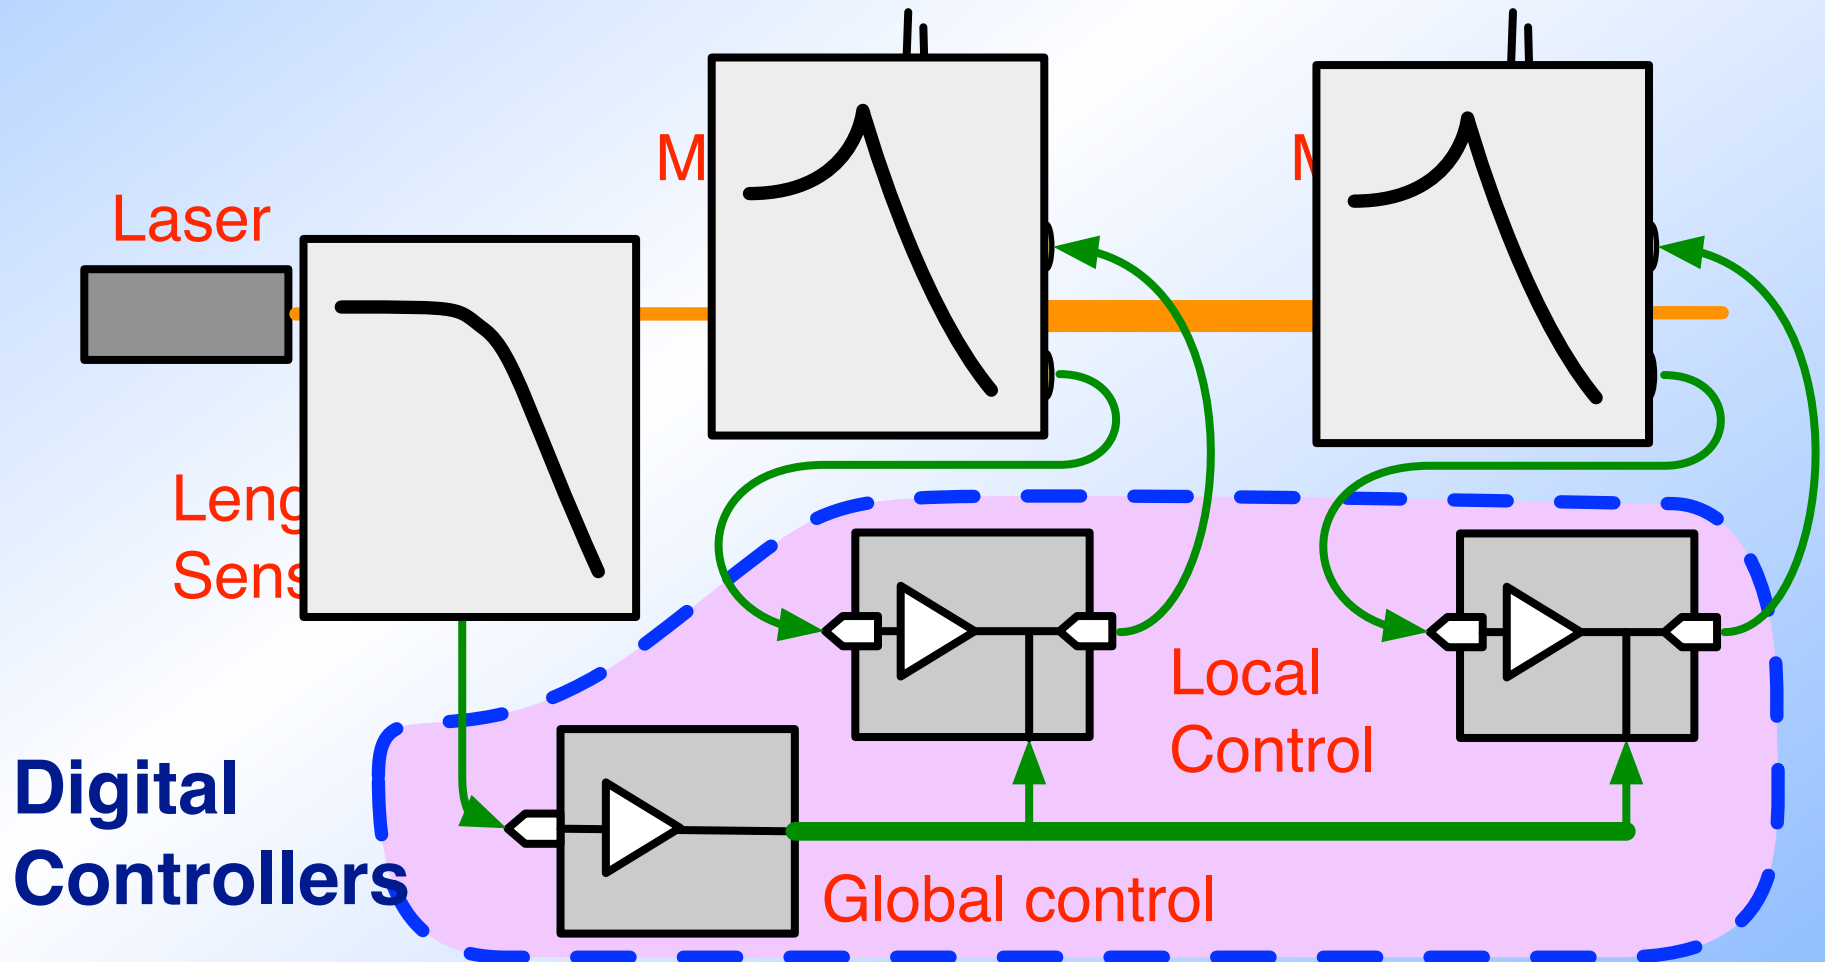 Laser
Digital
Controllers
Local
Control
Global control